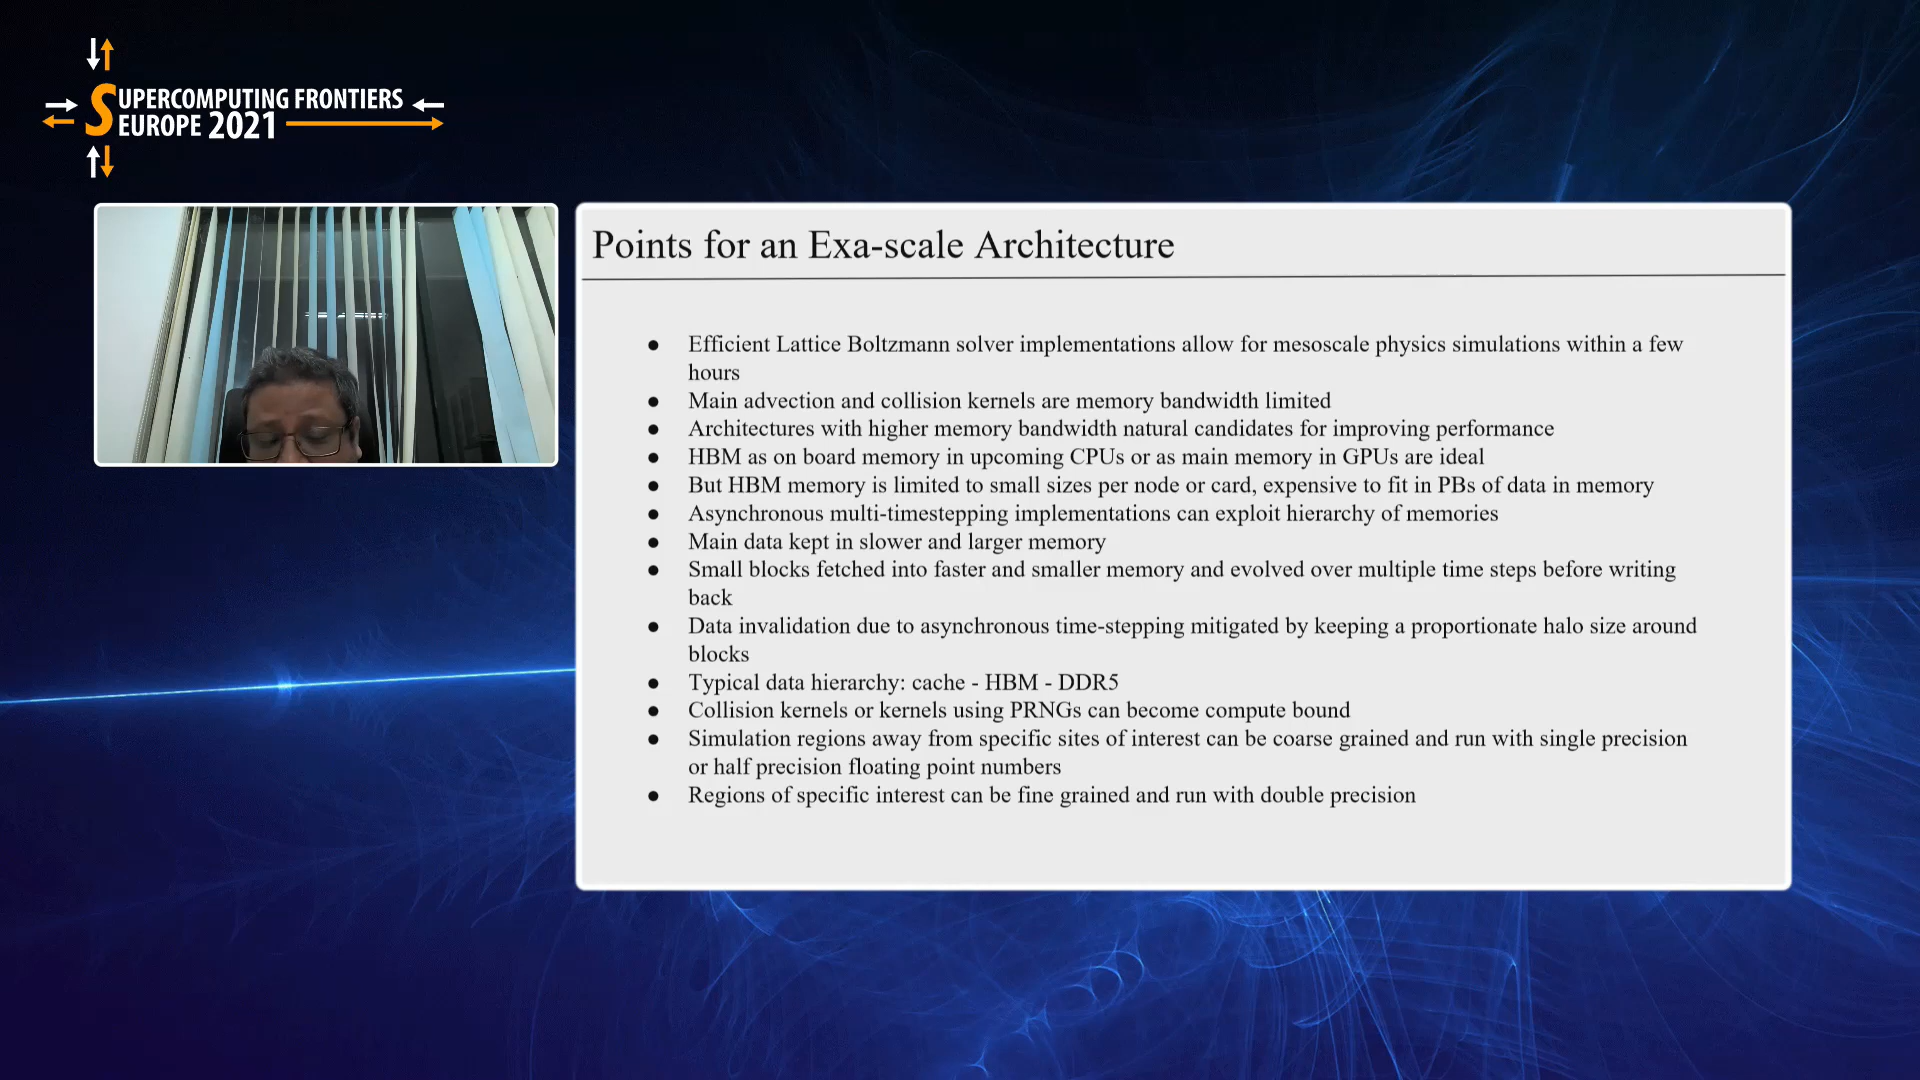 SUPERCOMPUTING FRONTIERS
EUROPE 2021
Points for an Exa-scale Architecture
● Efficient Lattice Boltzmann solver implementations allow for mesoscale physics simulations within a few
hours
● Main advection and collision kernels are memory bandwidth limited
● Architectures with higher memory bandwidth natural candidates for improving performance
● HBM as on board memory in upcoming CPUs or as main memory in GPUs are ideal
● But HBM memory is limited to small sizes per node or card, expensive to fit in PBs of data in memory
● Asynchronous multi-timestepping implementations can exploit hierarchy of memories
● Main data kept in slower and larger memory
● Small blocks fetched into faster and smaller memory and evolved over multiple time steps before writing
back
● Data invalidation due to asynchronous time-stepping mitigated by keeping a proportionate halo size around
blocks
● Typical data hierarchy: cache - HBM - DDR5
● Collision kernels or kernels using PRNGs can become compute bound
● Simulation regions away from specific sites of interest can be coarse grained and run with single precision
or half precision floating point numbers
● Regions of specific interest can be fine grained and run with double precision